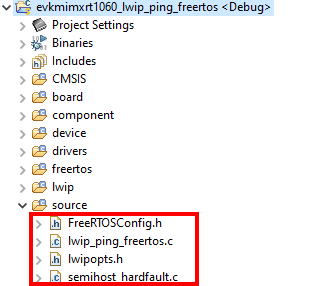 evkmimxrt1060_lwip_ping_freertos <Debug>
Project Settings
Binaries
Includes
CMSIS
board
component
device
drivers
freertos
lwip
source
FreeRTOSConfig.h
lwip_ping_freertos.c
lwipopts.h
semihost_hardfault.c